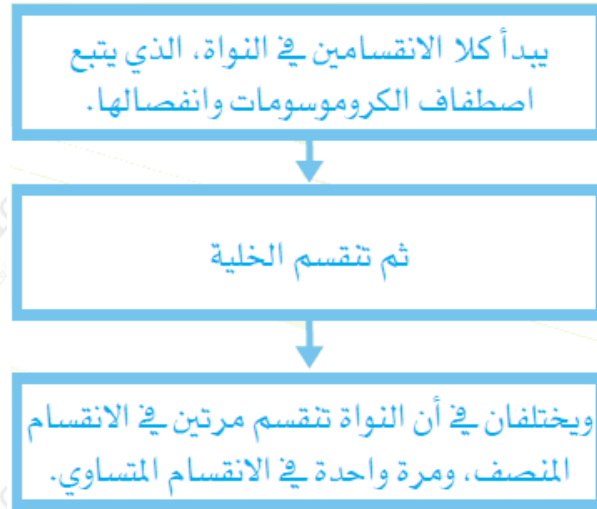 يبدأ كلا الانقسامين في النواة، الذي يتبع
اصطفاف الكروموسومات وانفصالها.
ثم تنقسم الخلية
ويختلفان في أن النواة تنقسم مرتين في الانقسام
المنصف، ومرة واحدة في الانقسام المتساوي.